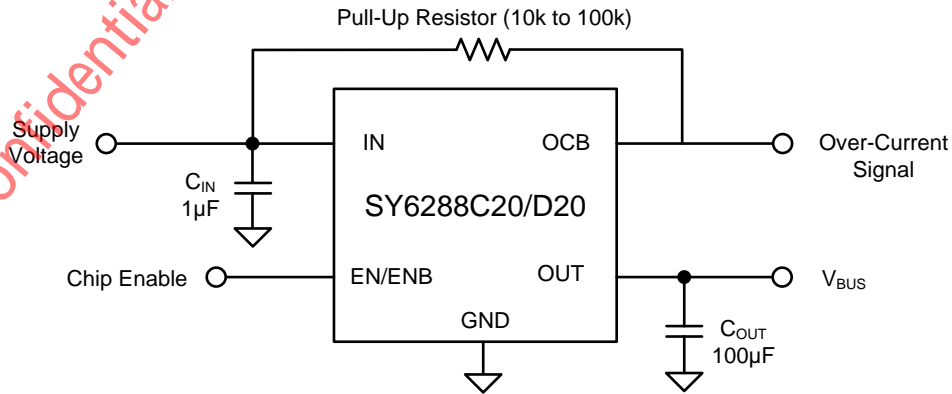 Pull-Up Resistor (10k to 100k)
Supply
Voltage
IN
OCB
Over-Current
Signal
CIN
1µF
SY6288C20/D20
Chip Enable
EN/ENB
OUT
VBUS
GND
COUT
100µF